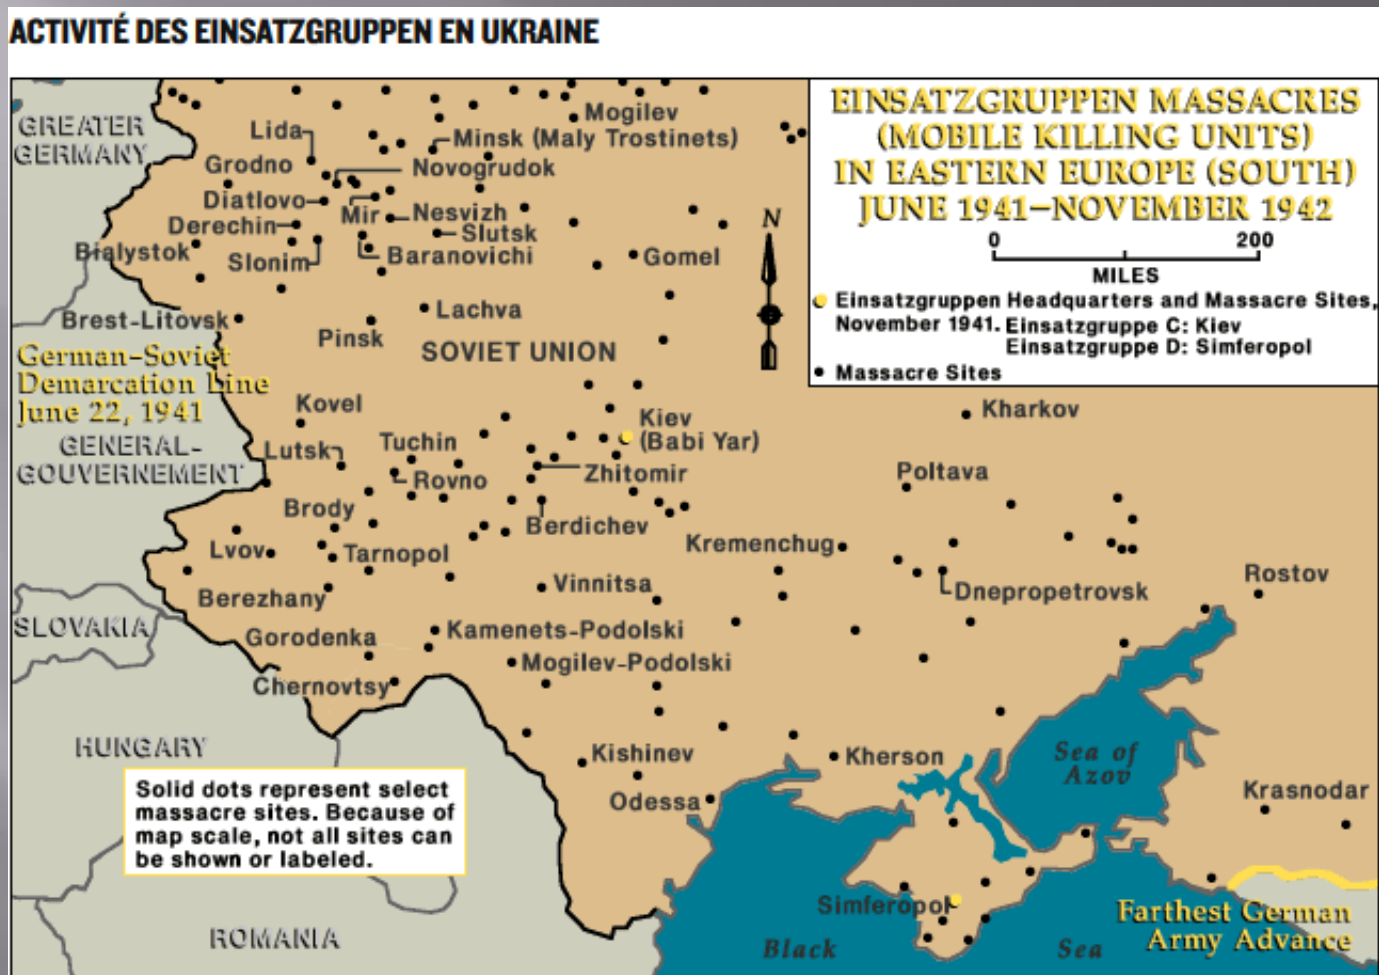 ACTIVITÉ DES EINSATZGRUPPEN EN UKRAINE
EINSATZGRUPPEN MASSACRES
(MOBILE KILLING UNITS)
IN EASTERN EUROPE (SOUTH)
JUNE 1941–NOVEMBER 1942
N
0 200
MILES
Einsatzgruppen Headquarters and Massacre Sites,
November 1941. Einsatzgruppe C: Kiev
Einsatzgruppe D: Simferopol
Massacre Sites
GREATER
GERMANY
Lida
Mogilev
Minsk (Maly Trostinets)
Grodno
Novogrudok
Diatlovo
Mir
Nesvizh
Derechin
Slutsk
Bialystok
Slonim
Baranovichi
Gomel
Lachva
Brest-Litovsk
Pinsk
SOVIET UNION
German–Soviet
Demarcation Line
June 22, 1941
Kovel
Kiev
(Babi Yar)
Kharkov
GENERAL-
GOUVERNEMENT
Lutsk
Tuchin
Rovno
Zhitomir
Poltava
Brody
Berdichev
Lvov
Tarnopol
Kremenchug
Vinnitsa
Dnepropetrovsk
Rostov
Berezhany
SLOVAKIA
Gorodenka
Kamenets-Podolski
Mogilev-Podolski
Chernovtsy
HUNGARY
Kishinev
Kherson
Sea of
Azov
Odessa
Krasnodar
Solid dots represent select
massacre sites. Because of
map scale, not all sites can
be shown or labeled.
Simferopol
Farthest German
Army Advance
ROMANIA
Black Sea